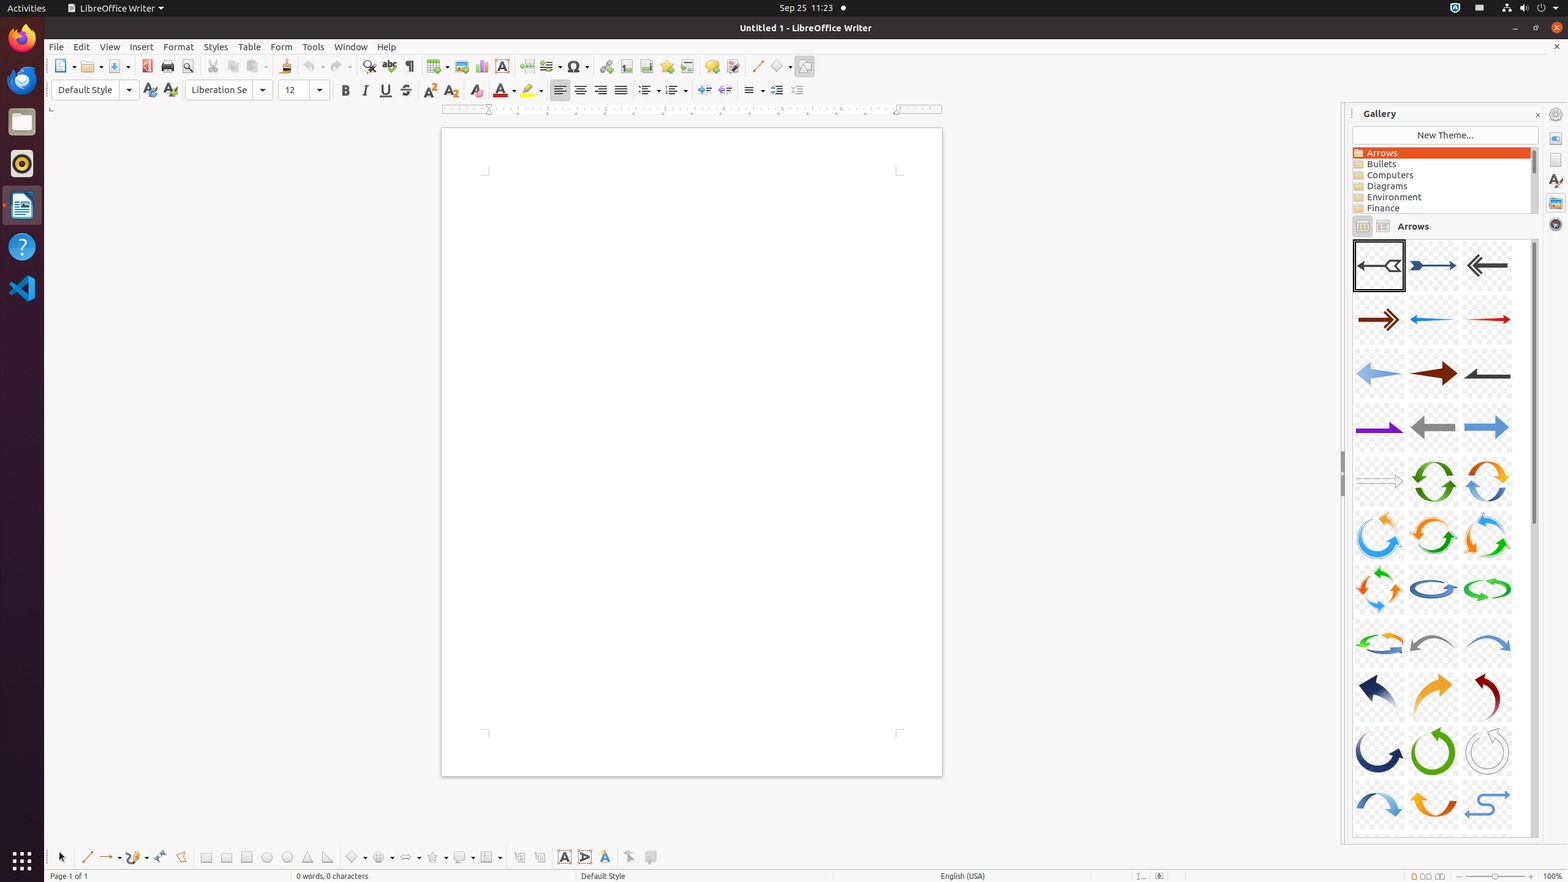 Activities
LibreOffice Writer
Sep 25 11:23
Untitled 1 - LibreOffice Writer
File Edit View Insert Format Styles Table Form Tools Window Help
Default Style
Liberation Se
12
Gallery
New Theme...
Arrows
Bullets
Computers
Diagrams
Environment
Finance
Arrows
Page 1 of 1
0 words, 0 characters
Default Style
English (USA)
100%